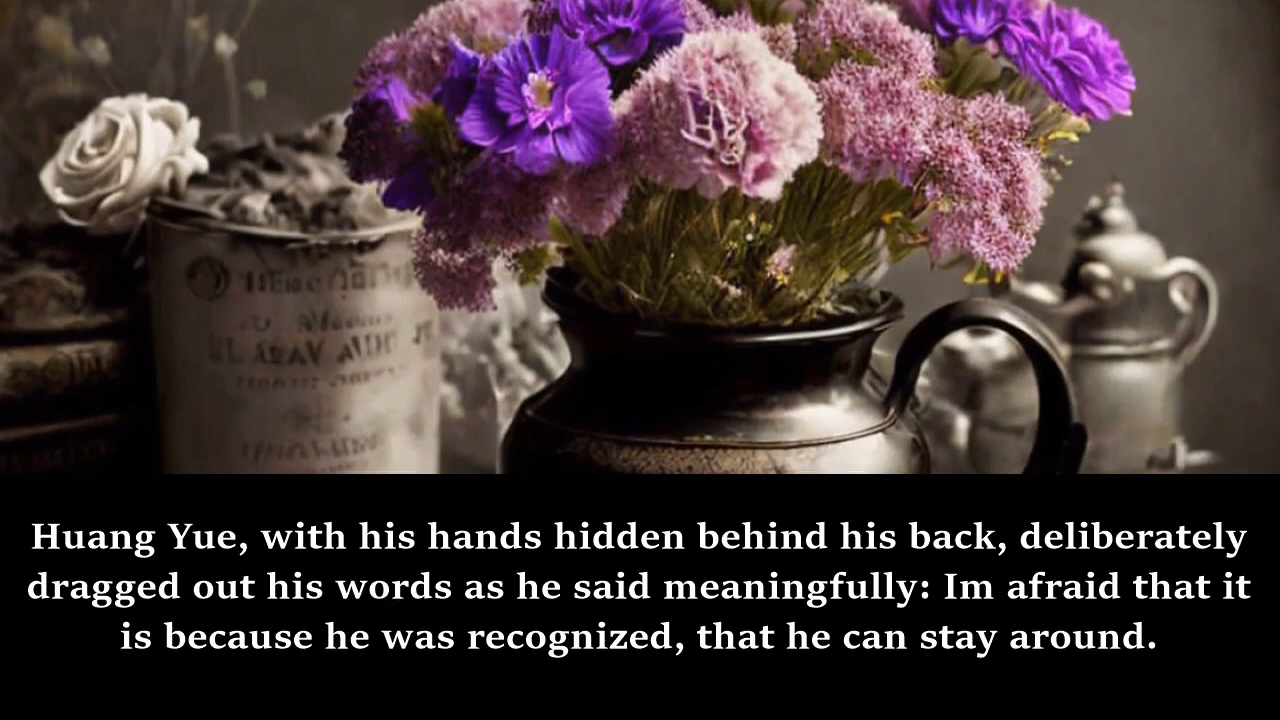 Huang Yue, with his hands hidden behind his back, deliberately
dragged out his words as he said meaningfully: Im afraid that it
is because he was recognized, that he can stay around.